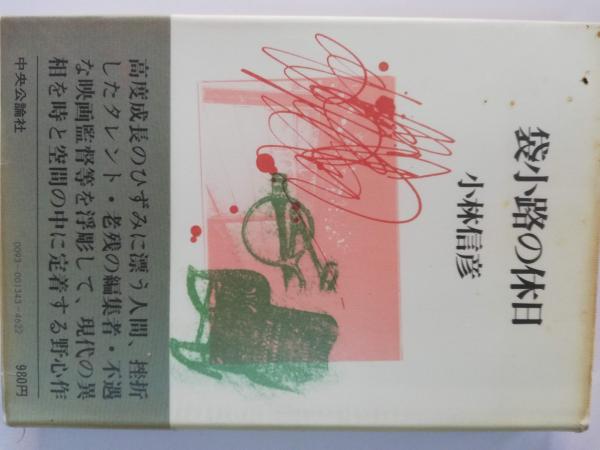 袋小路の休日
小林信彦
高度成長のひずみに漂う人間、挫折
したタレント・老残の編集者・不遇
な映画監督等を浮彫して、現代の異
相を時と空間の中に定着する野心作
中央公論社
0093-001343-4622
980円